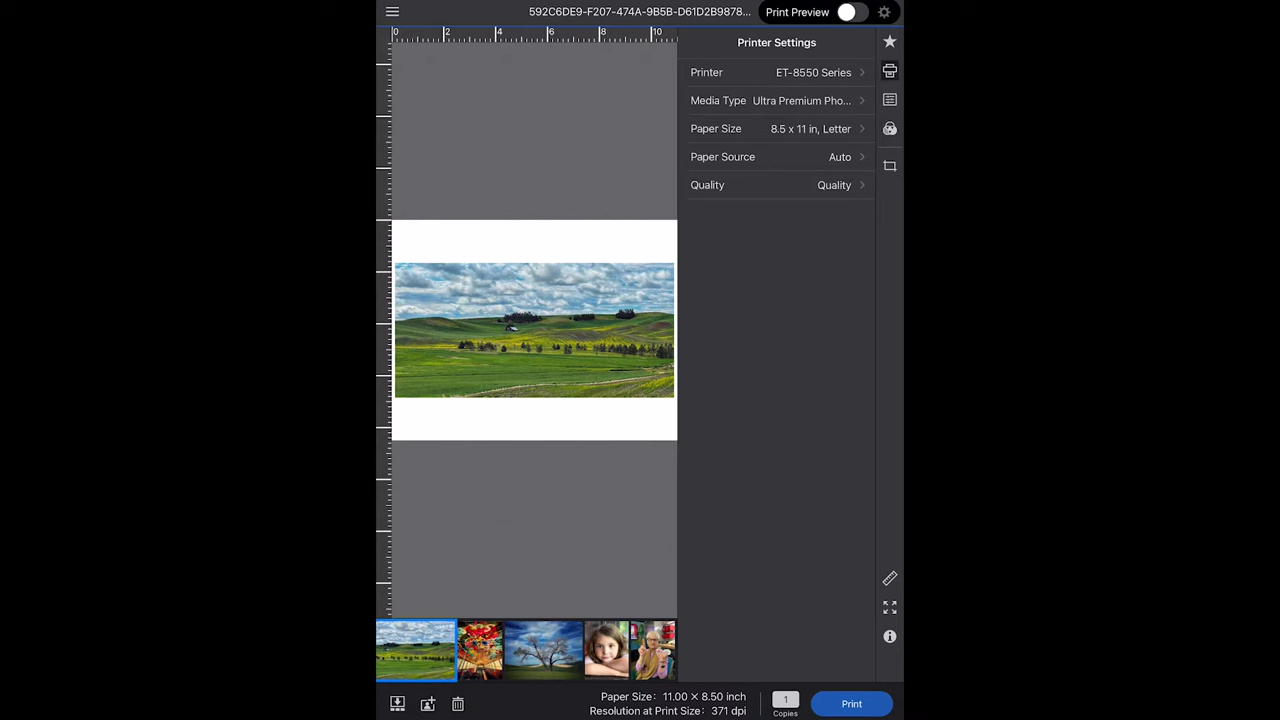 592C6DE9-F207-474A-9B5B-D61D2B9878...
Print Preview
0 2 4 6 8 10
Printer Settings
Printer ET-8550 Series
Media Type Ultra Premium Pho...
Paper Size 8.5 x 11 in, Letter
Paper Source Auto
Quality Quality
Paper Size: 11.00 × 8.50 inch
Resolution at Print Size: 371 dpi
1
Copies
Print